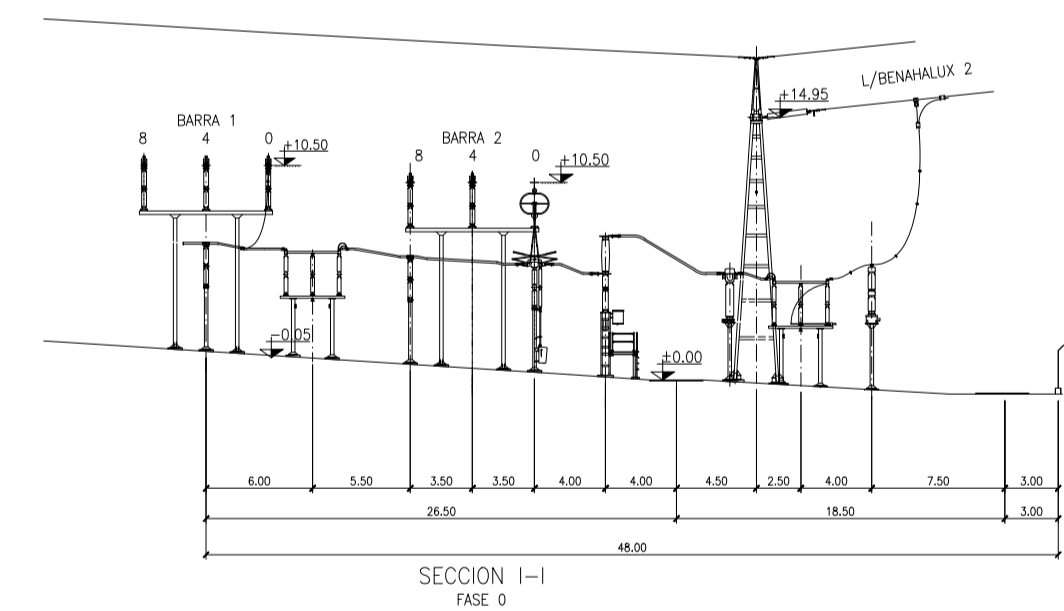 L/BENAHALUX 2
+14.95
BARRA 1
8 4 0
+10.50
BARRA 2
8 4 0
+10.50
-0.05
+0.00
6.00 5.50 3.50 3.50 4.00 4.00 4.50 2.50 4.00 7.50 3.00
26.50 18.50 3.00
48.00
SECCION I-I
FASE 0